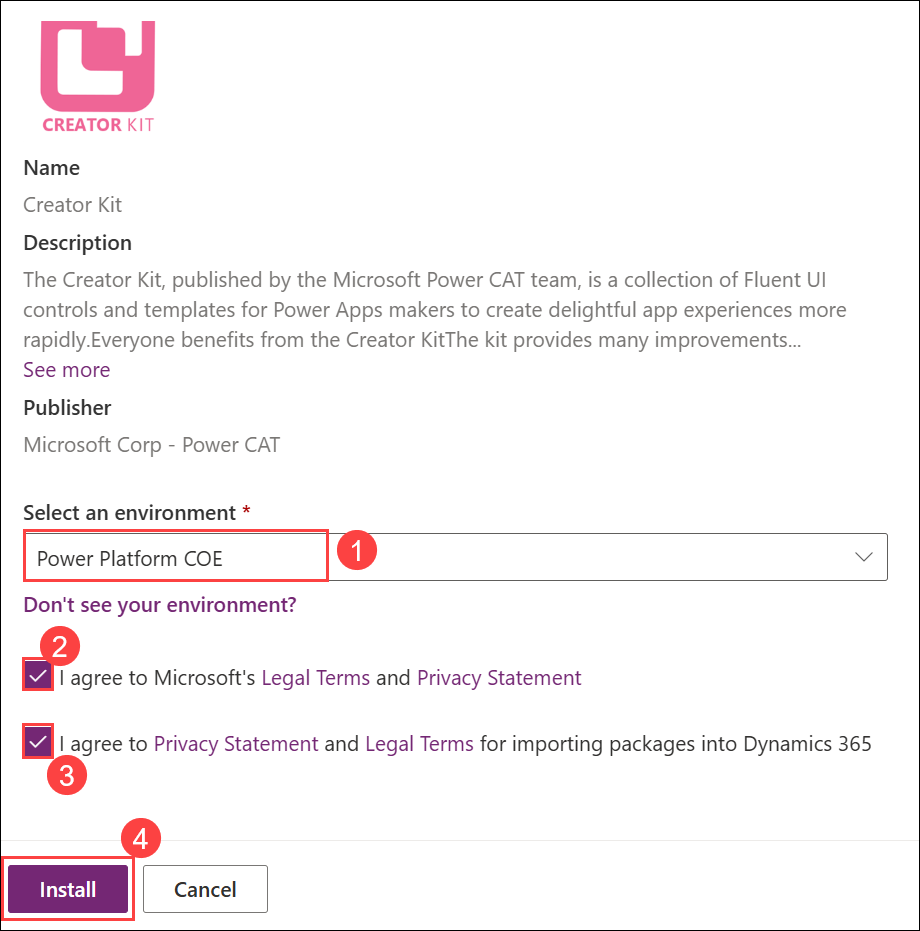 CREATOR KIT
Name
Creator Kit
Description
The Creator Kit, published by the Microsoft Power CAT team, is a collection of Fluent UI
controls and templates for Power Apps makers to create delightful app experiences more
rapidly.Everyone benefits from the Creator KitThe kit provides many improvements...
See more
Publisher
Microsoft Corp - Power CAT
Select an environment *
Power Platform COE 1
Don't see your environment?
2
I agree to Microsoft's Legal Terms and Privacy Statement
I agree to Privacy Statement and Legal Terms for importing packages into Dynamics 365
3
4
Install Cancel